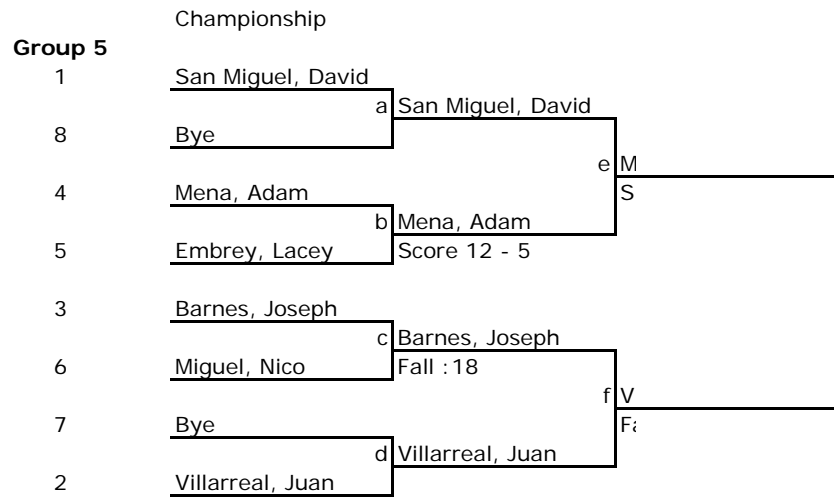 Championship
Group 5
1 San Miguel, David
a San Miguel, David
8 Bye
e M
4 Mena, Adam S
b Mena, Adam
5 Embrey, Lacey Score 12 - 5
3 Barnes, Joseph
c Barnes, Joseph
6 Miguel, Nico Fall :18
f V
7 Bye
d Villarreal, Juan
2 Villarreal, Juan